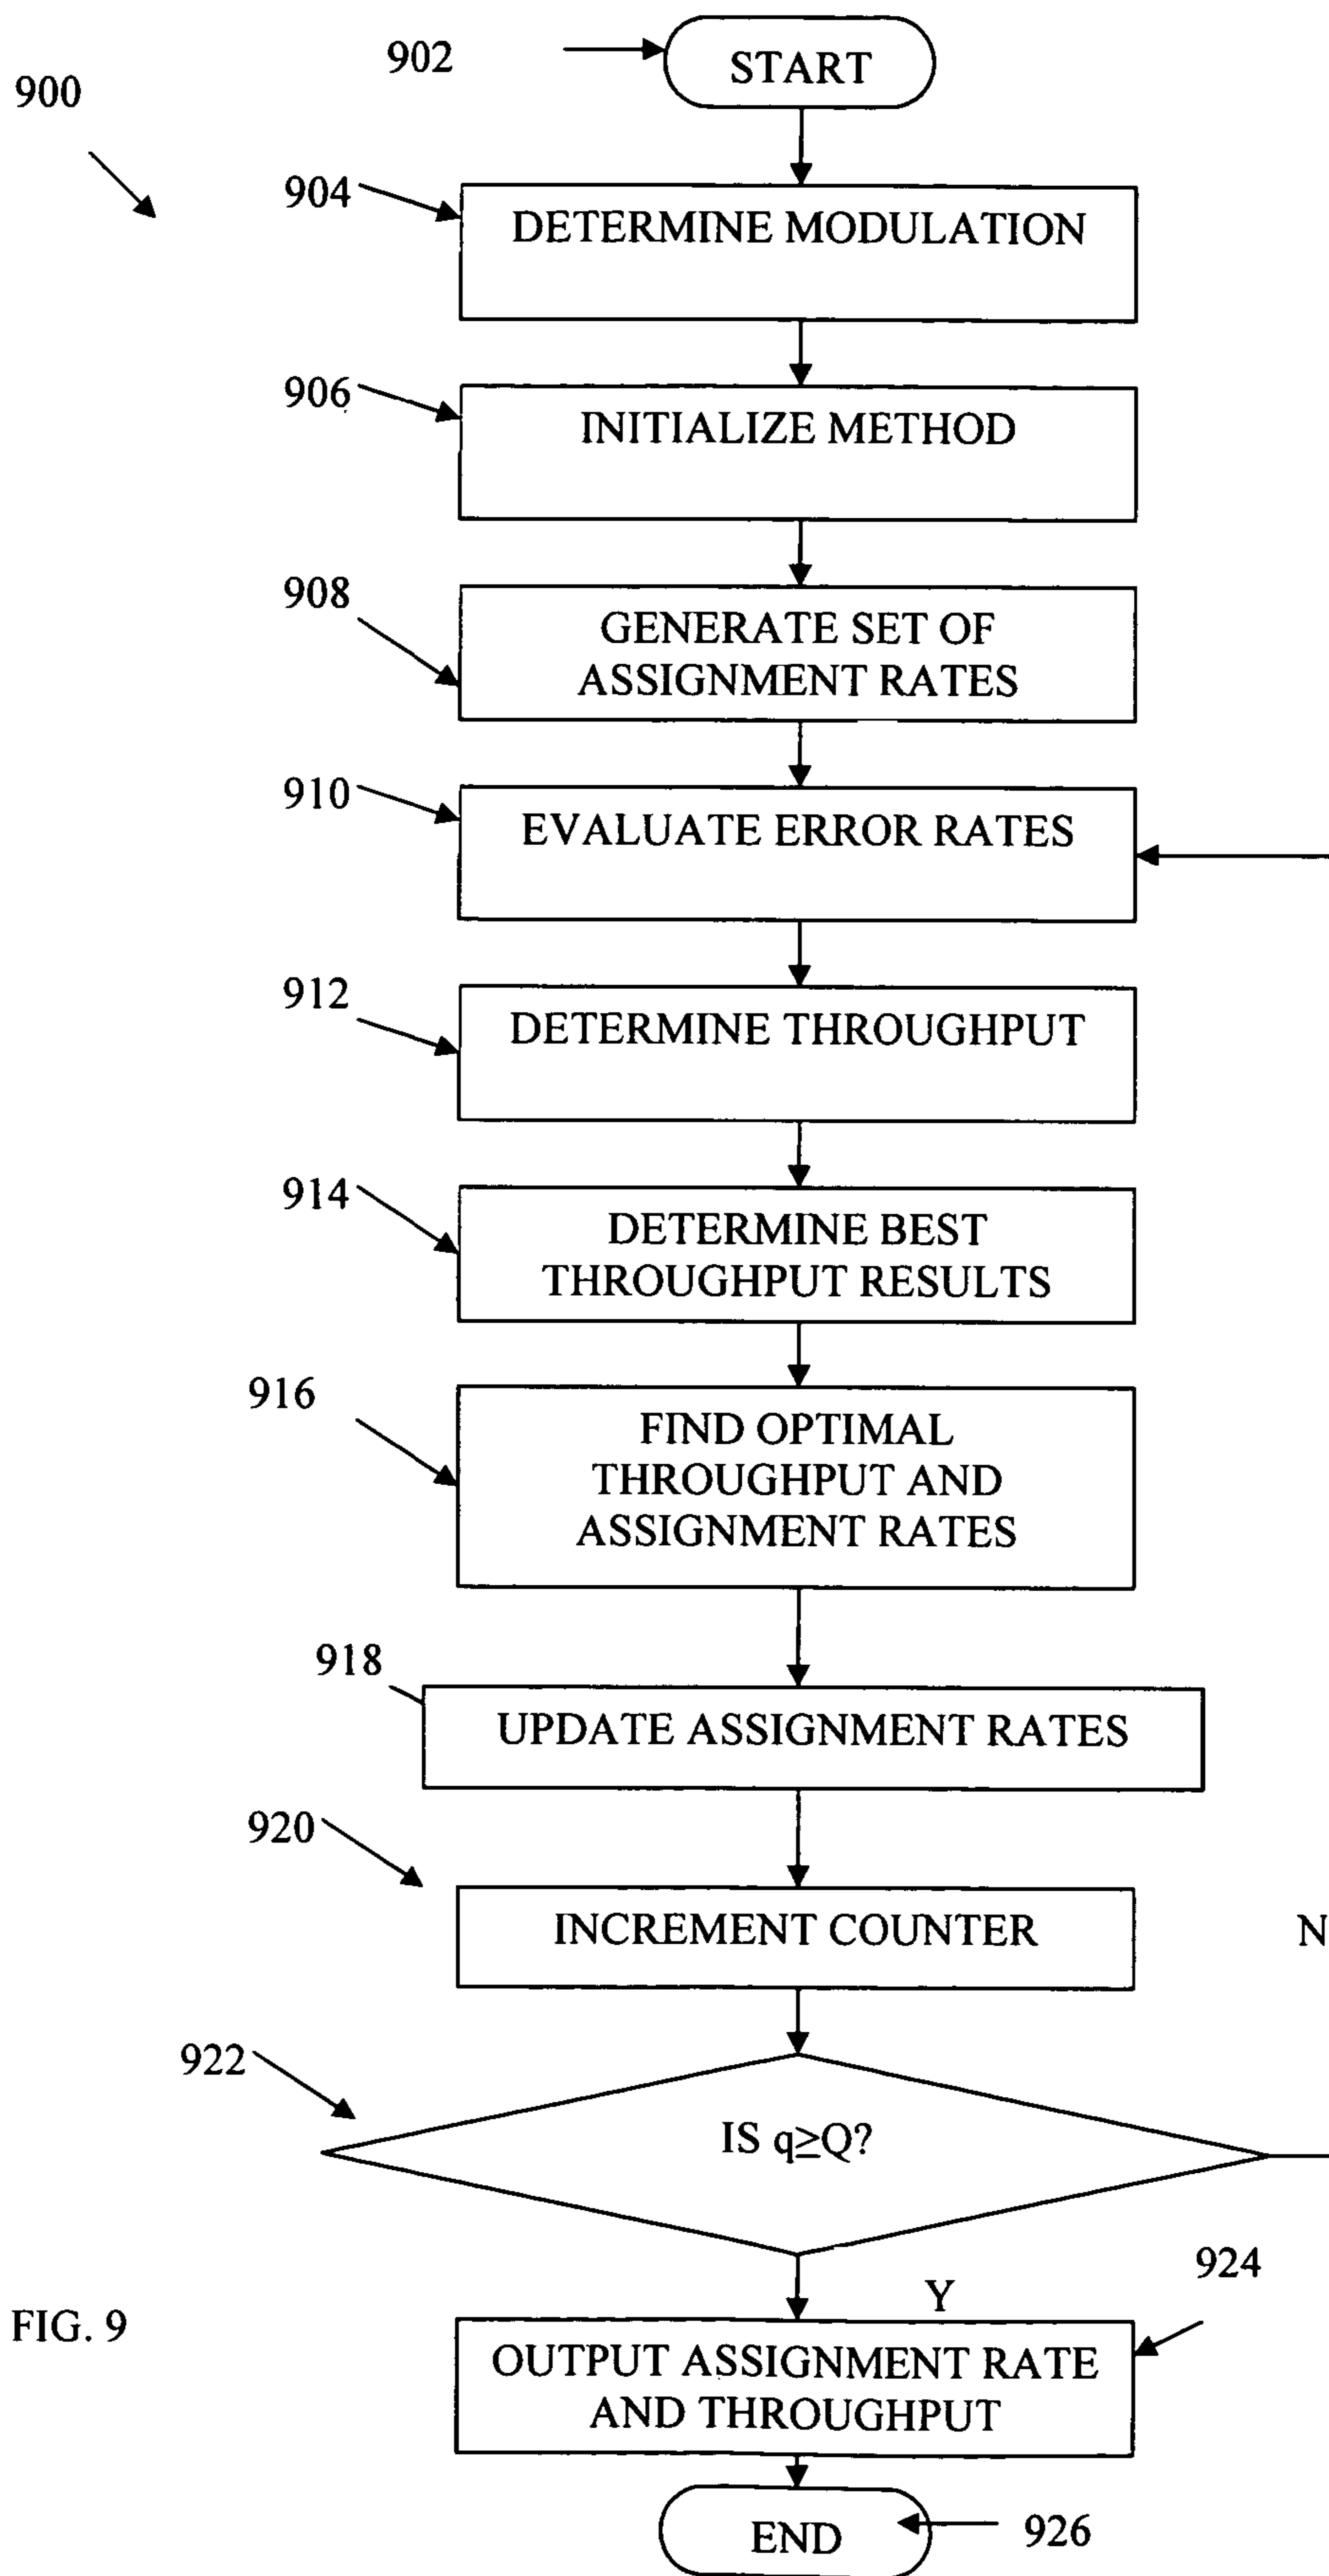 902
START
900
904
DETERMINE MODULATION
906
INITIALIZE METHOD
908
GENERATE SET OF
ASSIGNMENT RATES
910
EVALUATE ERROR RATES
912
DETERMINE THROUGHPUT
914
DETERMINE BEST
THROUGHPUT RESULTS
916
FIND OPTIMAL
THROUGHPUT AND
ASSIGNMENT RATES
918
UPDATE ASSIGNMENT RATES
920
INCREMENT COUNTER
N
922
IS q≥Q?
924
Y
FIG. 9
OUTPUT ASSIGNMENT RATE
AND THROUGHPUT
END
926